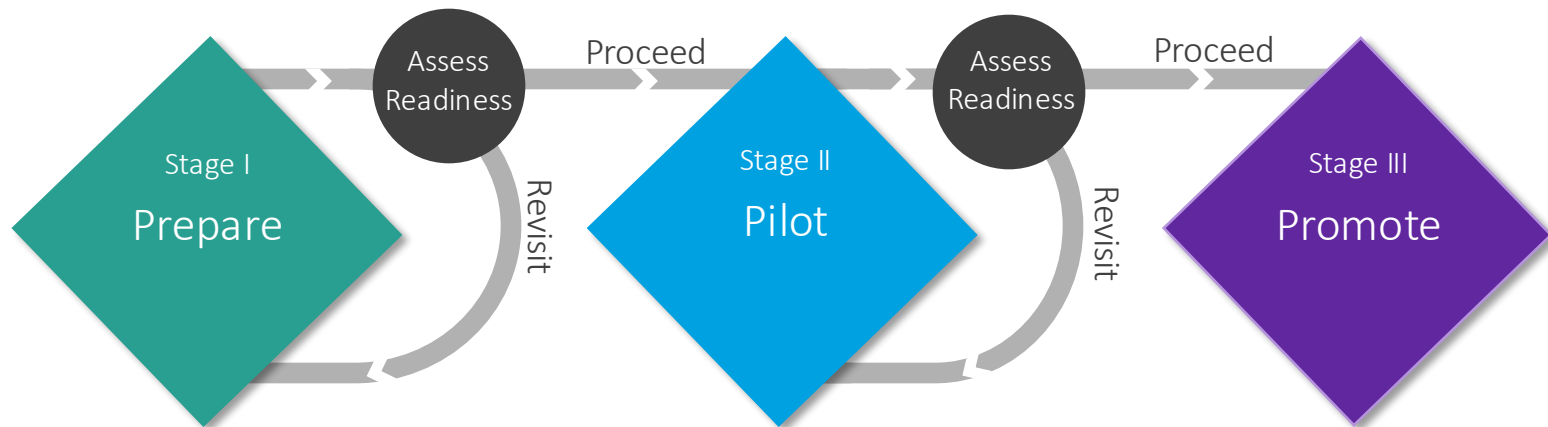 Stage I
Prepare
Assess
Readiness
Proceed
Revisit
Stage II
Pilot
Assess
Readiness
Proceed
Revisit
Stage III
Promote